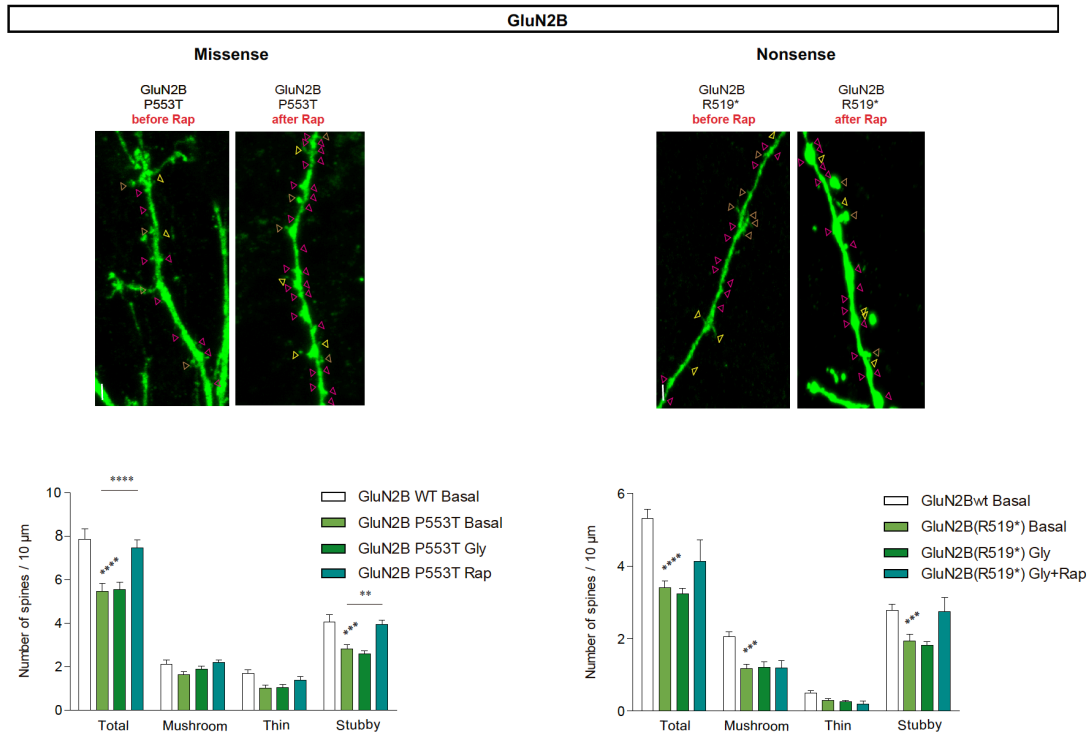 GluN2B
Missense
Nonsense
GluN2B
P553T
before Rap
GluN2B
P553T
after Rap
GluN2B
R519*
before Rap
GluN2B
R519*
after Rap
Number of spines / 10 μm
10
8
6
4
2
0
****
****
***
**
GluN2B WT Basal
GluN2B P553T Basal
GluN2B P553T Gly
GluN2B P553T Rap
Total
Mushroom
Thin
Stubby
Number of spines / 10 μm
6
4
2
0
****
***
***
GluN2Bwt Basal
GluN2B(R519*) Basal
GluN2B(R519*) Gly
GluN2B(R519*) Gly+Rap
Total
Mushroom
Thin
Stubby